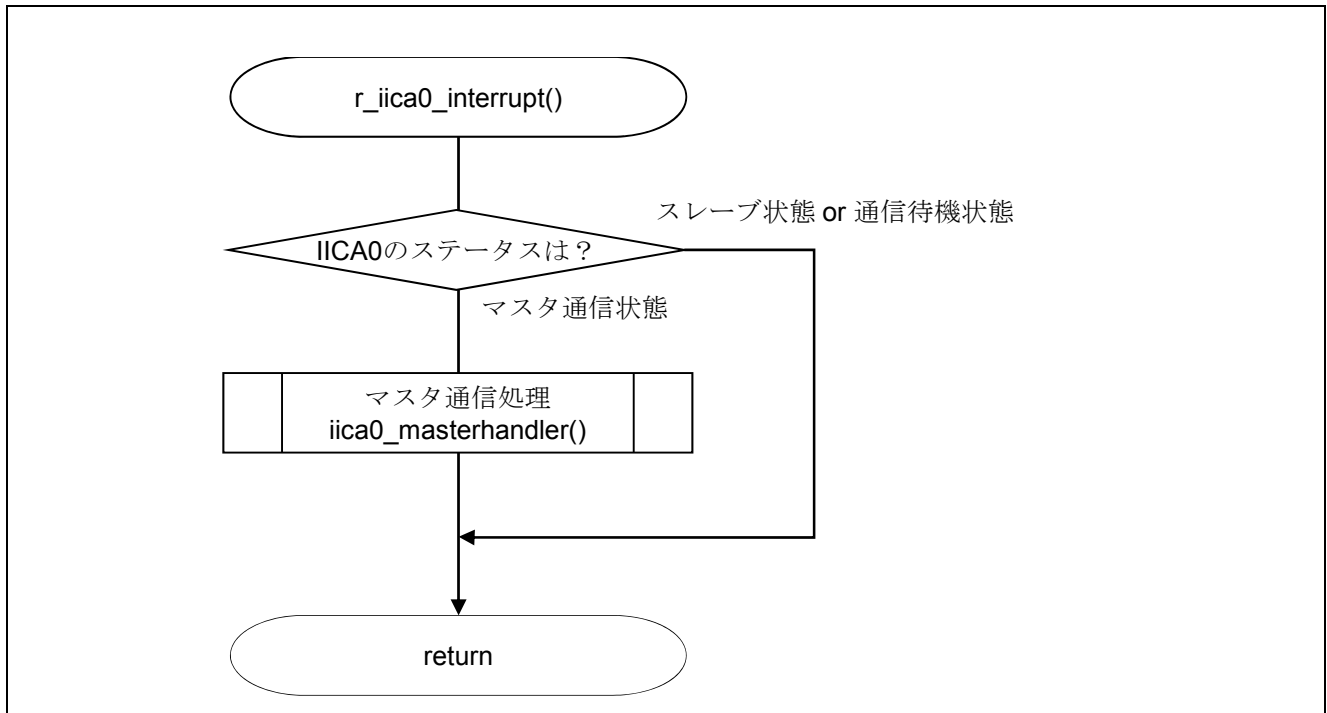 r_iica0_interrupt()
スレーブ状態 or 通信待機状態
IICA0のステータスは？
マスタ通信状態
マスタ通信処理
iica0_masterhandler()
return